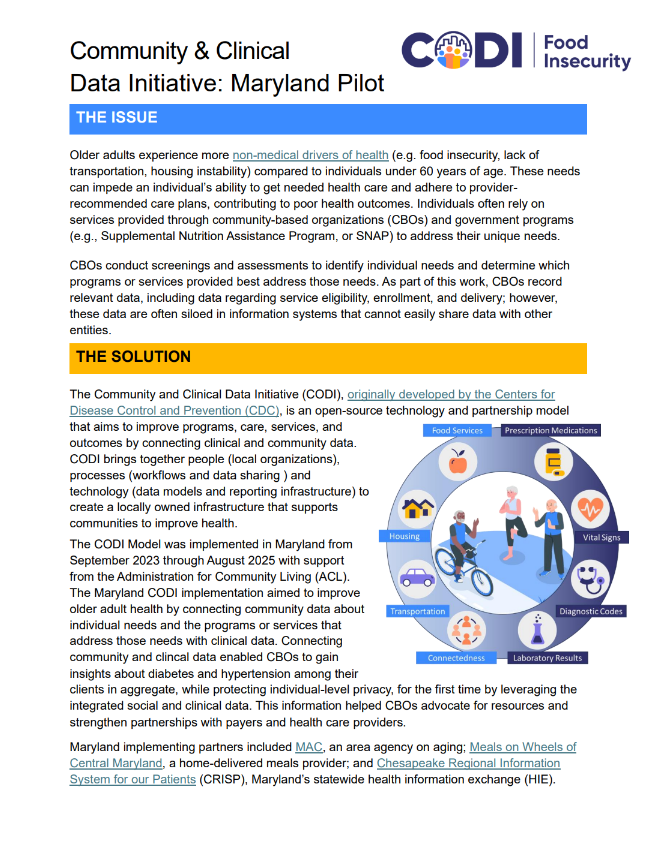 Community & Clinical
Data Initiative: Maryland Pilot
CODI
Food
Insecurity
THE ISSUE
Older adults experience more non-medical drivers of health (e.g. food insecurity, lack of
transportation, housing instability) compared to individuals under 60 years of age. These needs
can impede an individual's ability to get needed health care and adhere to provider-
recommended care plans, contributing to poor health outcomes. Individuals often rely on
services provided through community-based organizations (CBOs) and government programs
(e.g., Supplemental Nutrition Assistance Program, or SNAP) to address their unique needs.
CBOs conduct screenings and assessments to identify individual needs and determine which
programs or services provided best address those needs. As part of this work, CBOs record
relevant data, including data regarding service eligibility, enrollment, and delivery; however,
these data are often siloed in information systems that cannot easily share data with other
entities.
THE SOLUTION
The Community and Clinical Data Initiative (CODI), originally developed by the Centers for
Disease Control and Prevention (CDC), is an open-source technology and partnership model
that aims to improve programs, care, services, and
outcomes by connecting clinical and community data.
CODI brings together people (local organizations),
processes (workflows and data sharing ) and
technology (data models and reporting infrastructure) to
create a locally owned infrastructure that supports
communities to improve health.
The CODI Model was implemented in Maryland from
September 2023 through August 2025 with support
from the Administration for Community Living (ACL).
The Maryland CODI implementation aimed to improve
older adult health by connecting community data about
individual needs and the programs or services that
address those needs with clinical data. Connecting
community and clincal data enabled CBOs to gain
insights about diabetes and hypertension among their
clients in aggregate, while protecting individual-level privacy, for the first time by leveraging the
integrated social and clinical data. This information helped CBOs advocate for resources and
strengthen partnerships with payers and health care providers.
Food Services
Prescription Medications
Housing
Vital Signs
Transportation
Diagnostic Codes
Connectedness
Laboratory Results
Maryland implementing partners included MAC, an area agency on aging; Meals on Wheels of
Central Maryland, a home-delivered meals provider; and Chesapeake Regional Information
System for our Patients (CRISP), Maryland's statewide health information exchange (HIE).